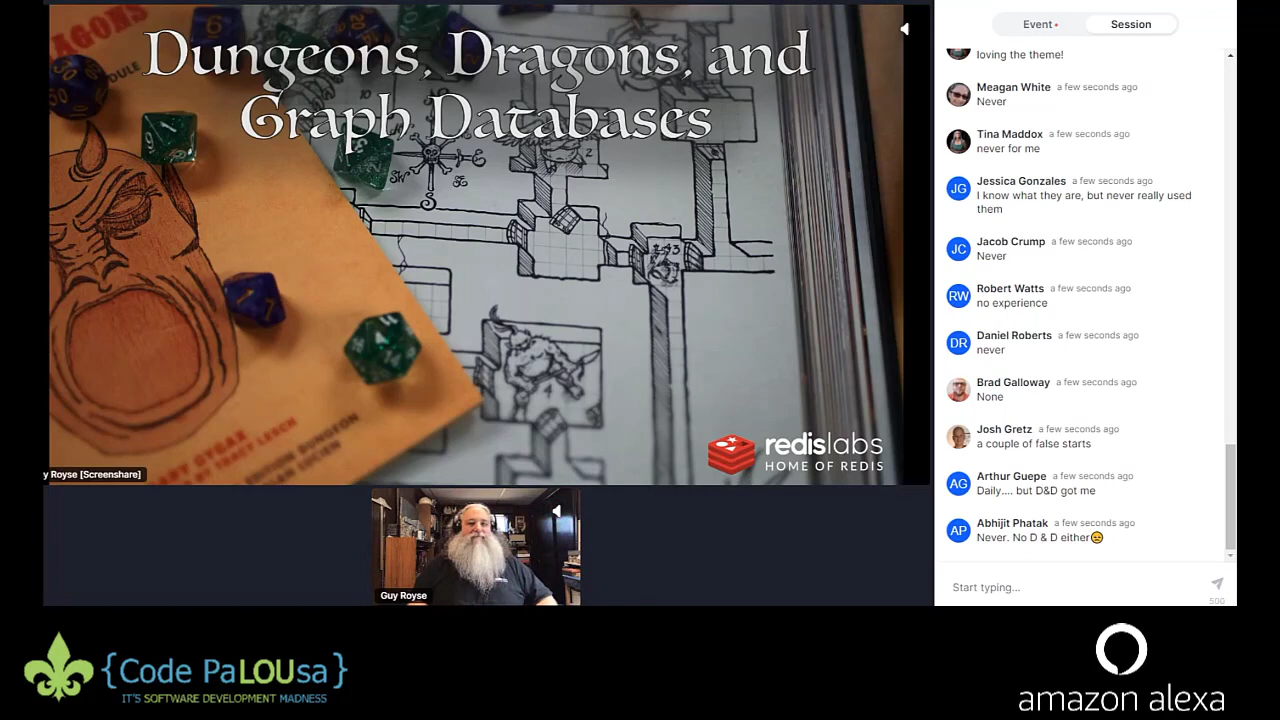 Dungeons, Dragons, and
Graph Databases
redislabs
HOME OF REDIS
y Royse [Screenshare]
Guy Royse
Event
Session
loving the theme!
Meagan White a few seconds ago
Never
Tina Maddox a few seconds ago
never for me
JG
Jessica Gonzales a few seconds ago
I know what they are, but never really used
them
JC
Jacob Crump a few seconds ago
Never
RW
Robert Watts a few seconds ago
no experience
DR
Daniel Roberts a few seconds ago
never
Brad Galloway a few seconds ago
None
Josh Gretz a few seconds ago
a couple of false starts
AG
Arthur Guepe a few seconds ago
Daily.... but D&D got me
AP
Abhijit Phatak a few seconds ago
Never. No D & D either😣
Start typing...
500
{Code PaLOUsa}
IT'S SOFTWARE DEVELOPMENT MADNESS
amazon alexa